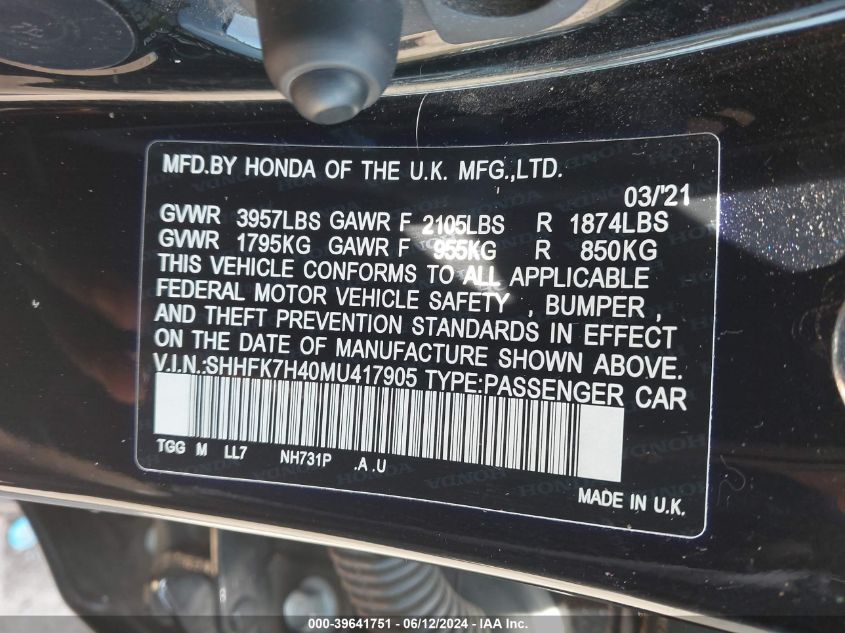 MFD.BY HONDA OF THE U.K. MFG.,LTD.
03/'21
GVWR 3957LBS GAWR F 2105LBS R 1874LBS
GVWR 1795KG GAWR F 955KG R 850KG
THIS VEHICLE CONFORMS TO ALL APPLICABLE
FEDERAL MOTOR VEHICLE SAFETY , BUMPER ,
AND THEFT PREVENTION STANDARDS IN EFFECT
ON THE DATE OF MANUFACTURE SHOWN ABOVE.
V.I.N.:SHHFK7H40MU417905 TYPE:PASSENGER CAR
TGG M LL7 NH731P .A .U
MADE IN U.K.
000-39641751 - 06/12/2024 - IAA Inc.